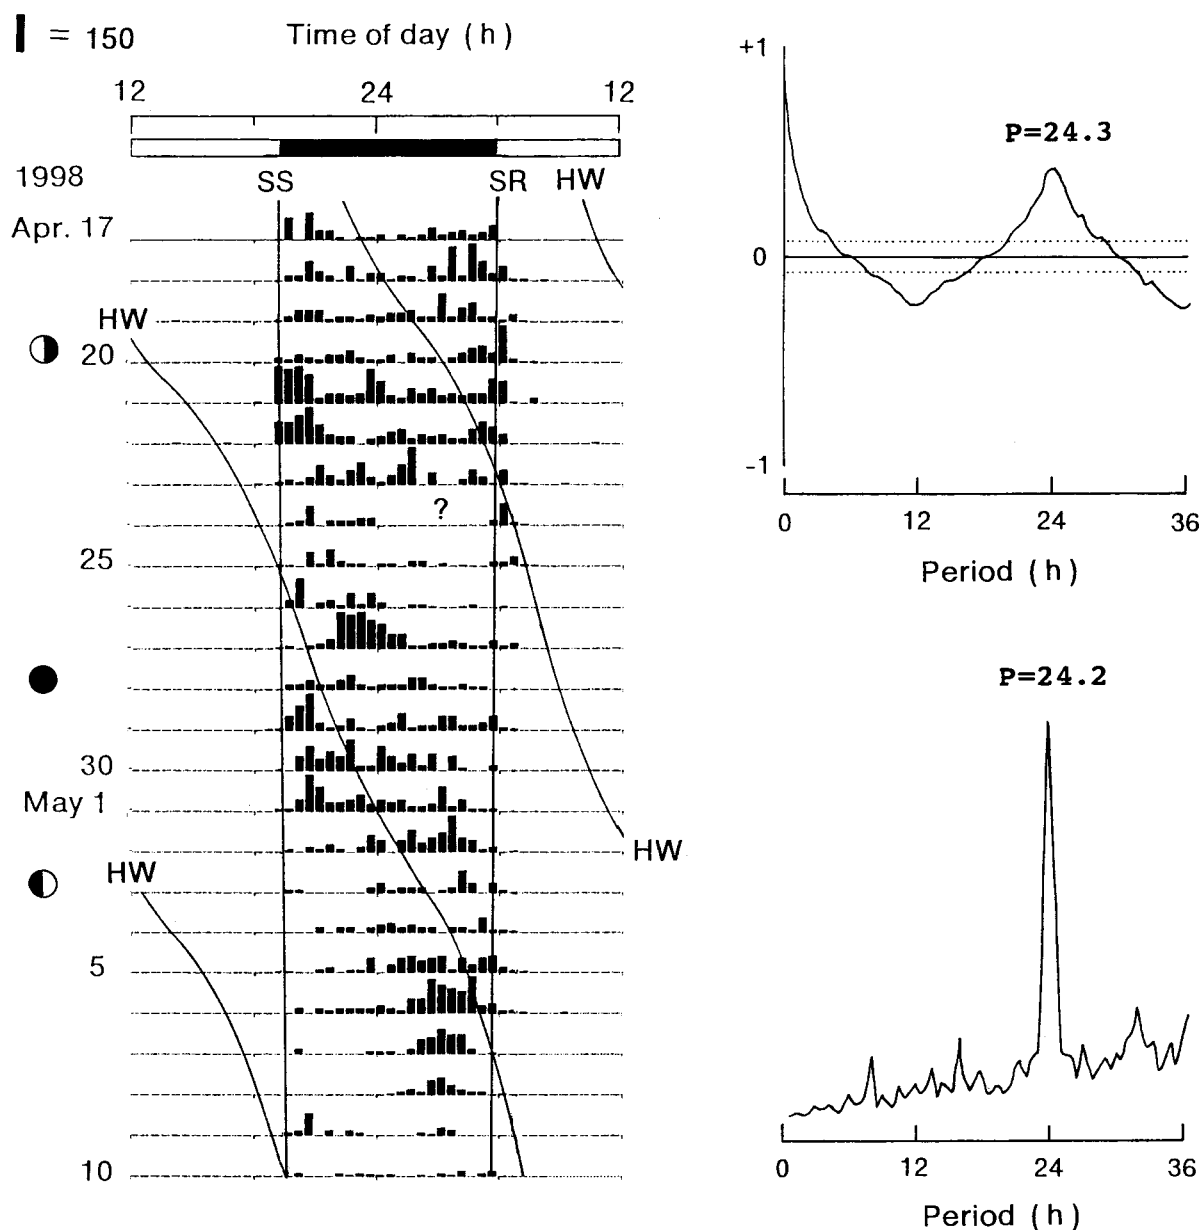 = 150
Time of day (h)
12 24 12
1998
SS SR HW
Apr. 17
HW
20
?
25
30
May 1
HW
HW
5
10
+1
P=24.3
0
-1
0 12 24 36
Period (h)
P=24.2
0 12 24 36
Period (h)